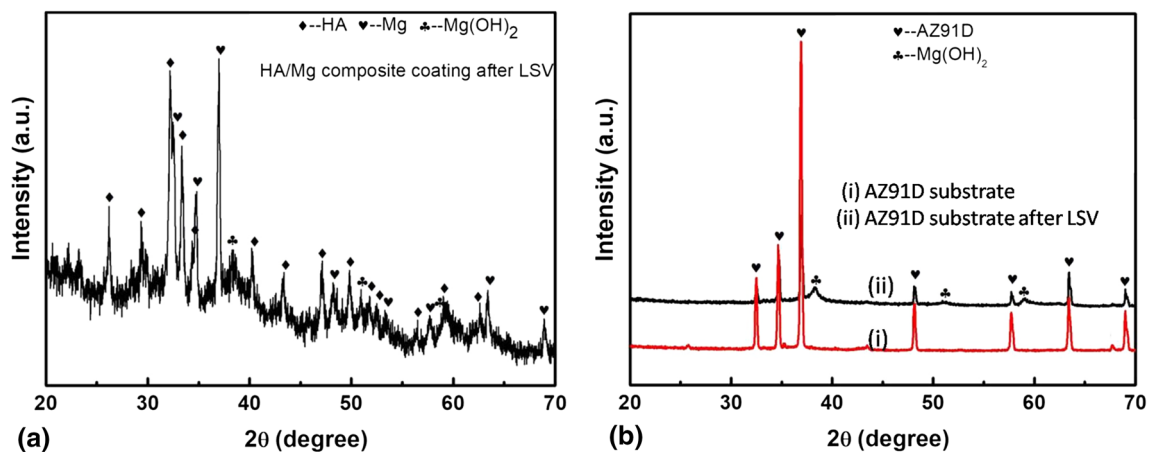 ♦--HA ♥--Mg ♣--Mg(OH)2
HA/Mg composite coating after LSV
Intensity (a.u.)
20 30 40 50 60 70
2θ (degree)
(a)
♥--AZ91D
♣--Mg(OH)2
(i) AZ91D substrate
(ii) AZ91D substrate after LSV
(ii)
(i)
Intensity (a.u.)
20 30 40 50 60 70
2θ (degree)
(b)